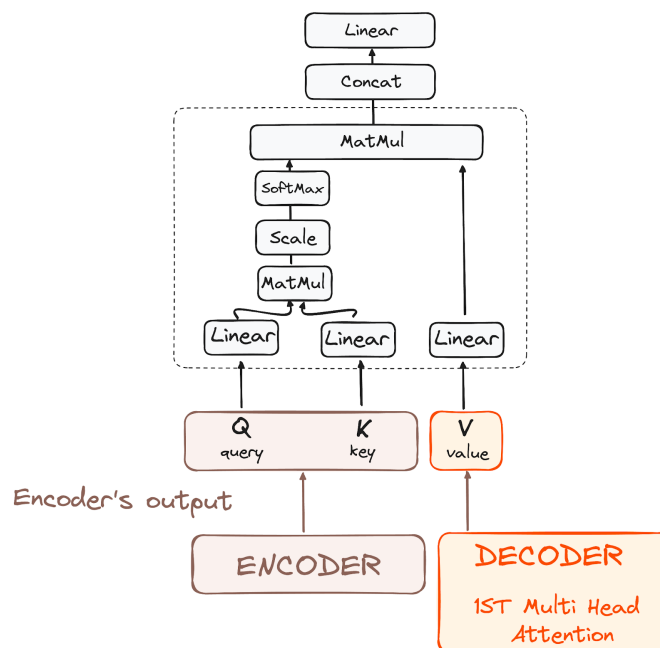 Linear
Concat
MatMul
SoftMax
Scale
MatMul
Linear
Linear
Linear
Q
query
K
key
V
value
Encoder's output
ENCODER
DECODER
1ST Multi Head
Attention